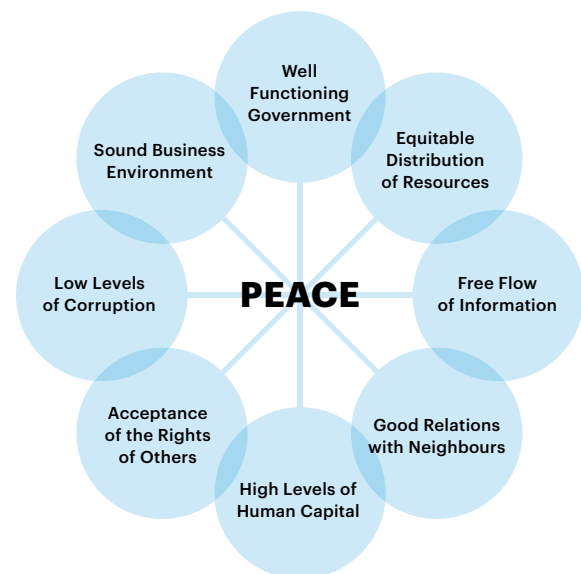 Well
Functioning
Government
Equitable
Distribution
of Resources
Free Flow
of Information
Good Relations
with Neighbours
High Levels of
Human Capital
Acceptance
of the Rights
of Others
Low Levels
of Corruption
Sound Business
Environment
PEACE